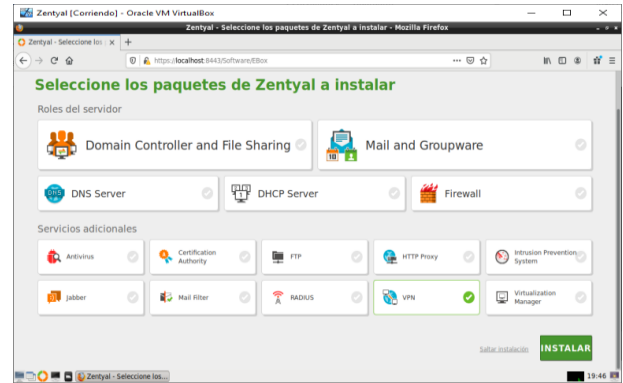 Zentyal [Corriendo] - Oracle VM VirtualBox
Zentyal - Seleccione los paquetes de Zentyal a instalar - Mozilla Firefox
Zentyal - Seleccione los
https://localhost:8443/Software/EBox
Seleccione los paquetes de Zentyal a instalar
Roles del servidor
Domain Controller and File Sharing
Mail and Groupware
DNS Server
DHCP Server
Firewall
Servicios adicionales
Antivirus
Certification
Authority
FTP
HTTP Proxy
Intrusion Prevention
System
Jabber
Mail Filter
RADIUS
VPN
Virtualization
Manager
Saltar instalación
INSTALAR
Zentyal - Seleccione los...
19:46